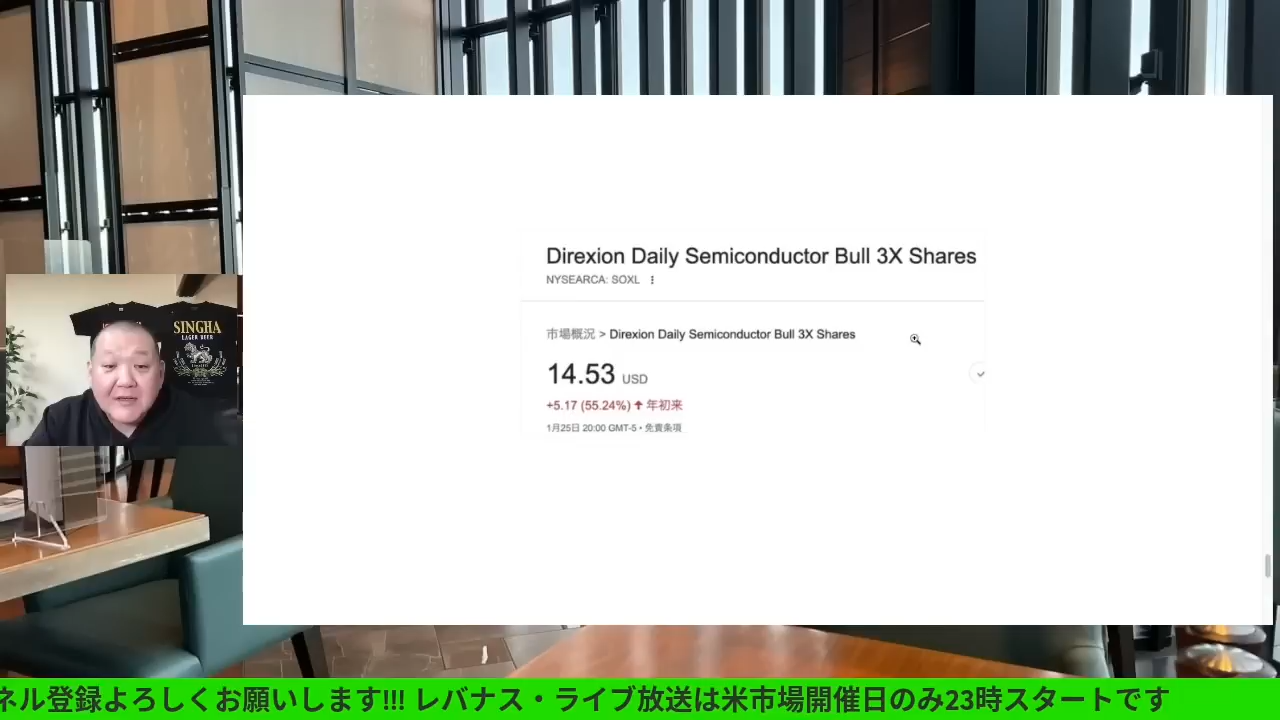 Direxion Daily Semiconductor Bull 3X Shares
NYSEARCA: SOXL
市場概況 > Direxion Daily Semiconductor Bull 3X Shares
14.53 USD
+5.17 (55.24%) ↑ 年初来
1月25日 20:00 GMT-5 • 免責条項
SINGHA
LAGER BEER
ネル登録よろしくお願いします!!! レバナス・ライブ放送は米市場開催日のみ23時スタートです